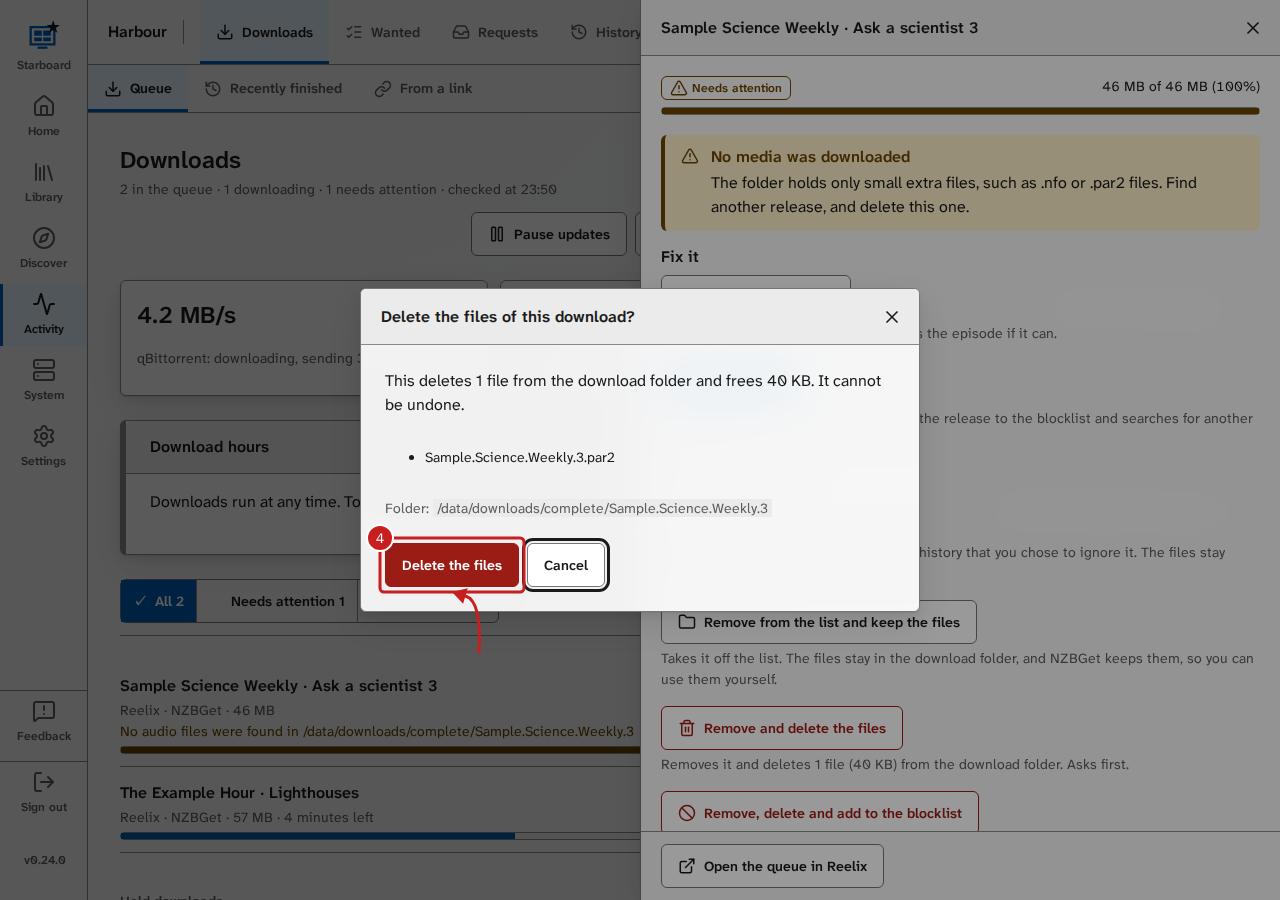 Starboard
Home
Library
Discover
Activity
System
Settings
Feedback
Sign out
v0.24.0
Harbour
Downloads
Wanted
Requests
History
Queue
Recently finished
From a link
Downloads
2 in the queue · 1 downloading · 1 needs attention · checked at 23:50
Pause updates
4.2 MB/s
qBittorrent: downloading, sending
Download hours
Downloads run at any time. To
✓ All 2
Needs attention 1
Sample Science Weekly · Ask a scientist 3
Reelix · NZBGet · 46 MB
No audio files were found in /data/downloads/complete/Sample.Science.Weekly.3
The Example Hour · Lighthouses
Reelix · NZBGet · 57 MB · 4 minutes left
Sample Science Weekly · Ask a scientist 3
Needs attention
46 MB of 46 MB (100%)
No media was downloaded
The folder holds only small extra files, such as .nfo or .par2 files. Find
another release, and delete this one.
Fix it
the episode if it can.
the release to the blocklist and searches for another
history that you chose to ignore it. The files stay
Remove from the list and keep the files
Takes it off the list. The files stay in the download folder, and NZBGet keeps them, so you can
use them yourself.
Remove and delete the files
Removes it and deletes 1 file (40 KB) from the download folder. Asks first.
Remove, delete and add to the blocklist
Open the queue in Reelix
Delete the files of this download?
This deletes 1 file from the download folder and frees 40 KB. It cannot
be undone.
• Sample.Science.Weekly.3.par2
Folder: /data/downloads/complete/Sample.Science.Weekly.3
4
Delete the files
Cancel